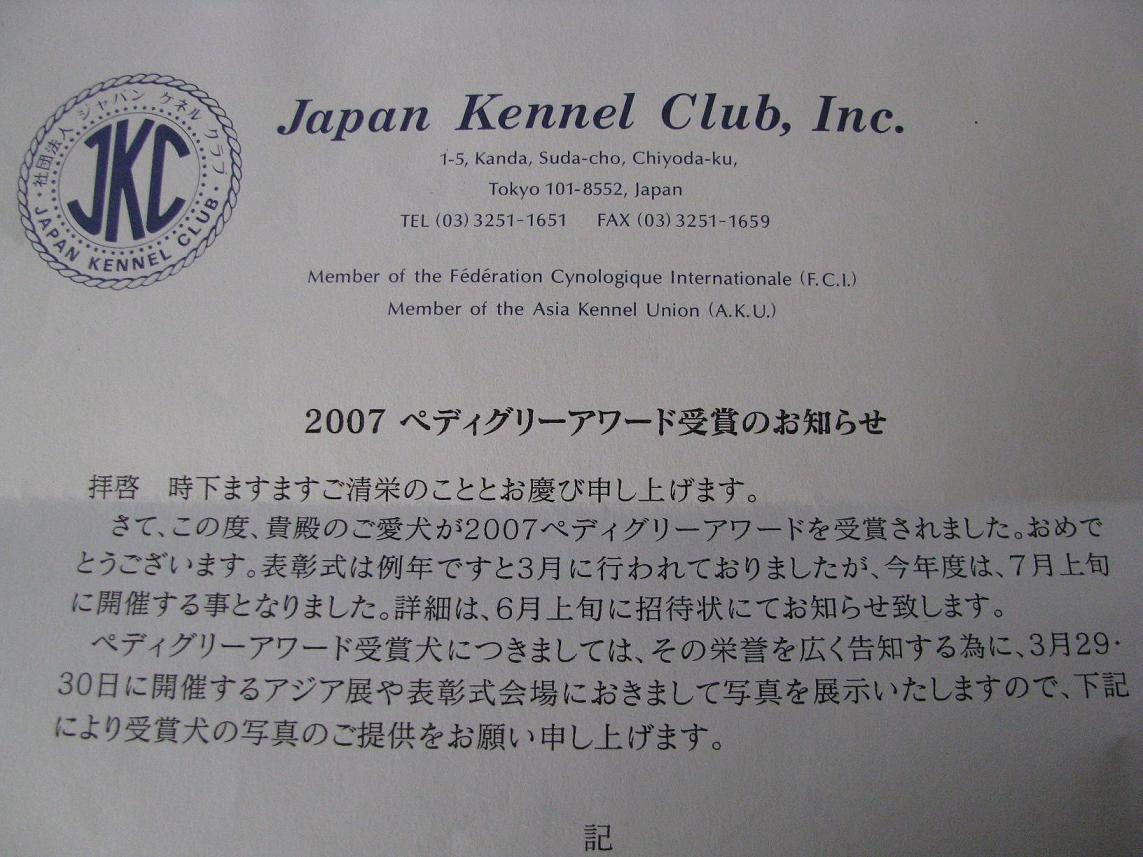 社団法人 ジャパン ケネル クラブ
JKC
JAPAN KENNEL CLUB
Japan Kennel Club, Inc.
1-5, Kanda, Suda-cho, Chiyoda-ku,
Tokyo 101-8552, Japan
TEL (03) 3251-1651 FAX (03) 3251-1659
Member of the Fédération Cynologique Internationale (F.C.I.)
Member of the Asia Kennel Union (A.K.U.)
2007 ペディグリーアワード受賞のお知らせ
拝啓 時下ますますご清栄のこととお慶び申し上げます。
さて、この度、貴殿のご愛犬が2007ペディグリーアワードを受賞されました。おめで
とうございます。表彰式は例年ですと3月に行われておりましたが、今年度は、7月上旬
に開催する事となりました。詳細は、6月上旬に招待状にてお知らせ致します。
ペディグリーアワード受賞犬につきましては、その栄誉を広く告知する為に、3月29・
30日に開催するアジア展や表彰式会場におきまして写真を展示いたしますので、下記
により受賞犬の写真のご提供をお願い申し上げます。
記